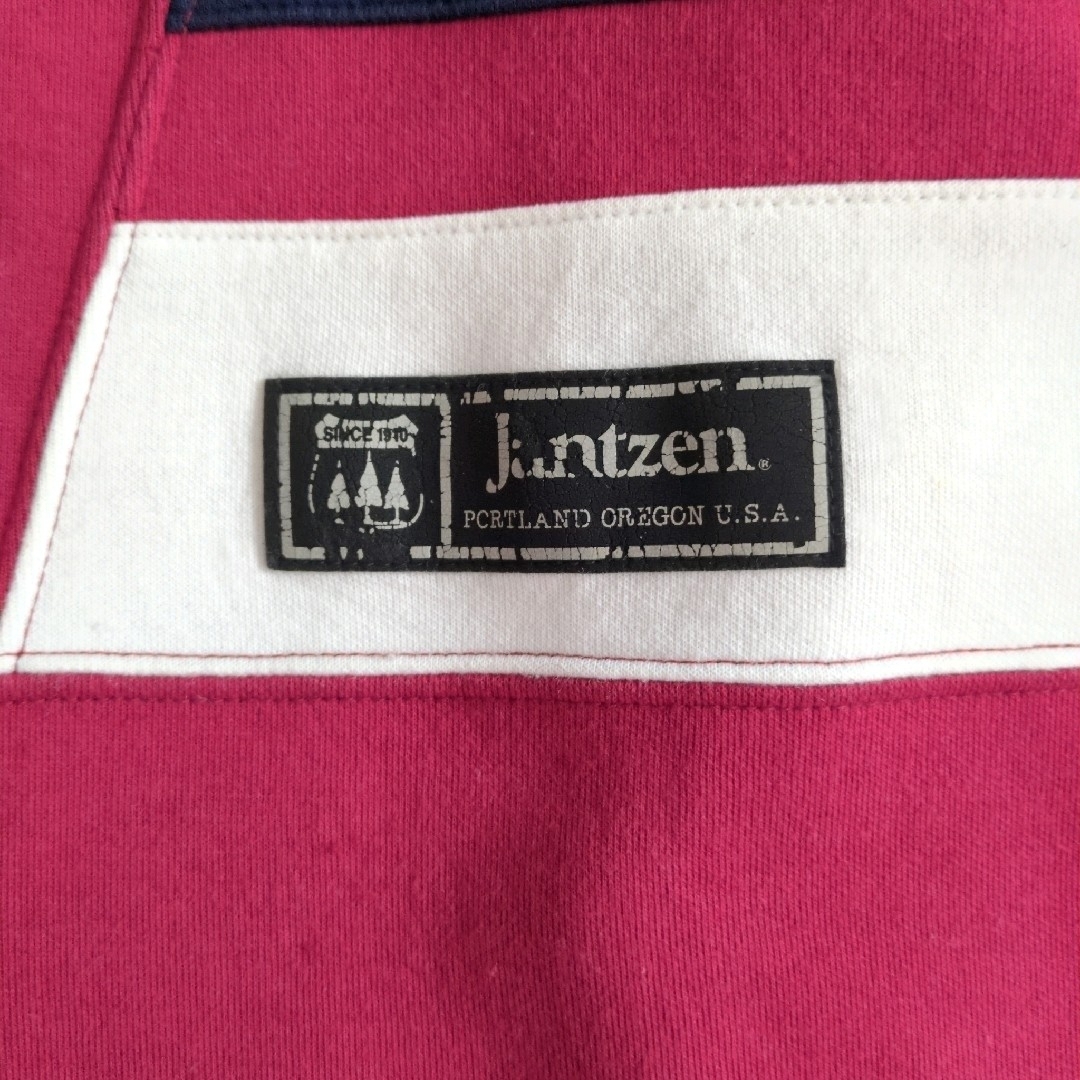 SINCE 1910
Jantzen®
PORTLAND OREGON U.S.A.